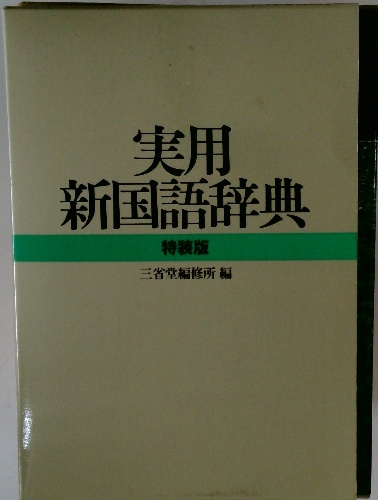 実用
新国語辞典
特装版
三省堂編修所 編